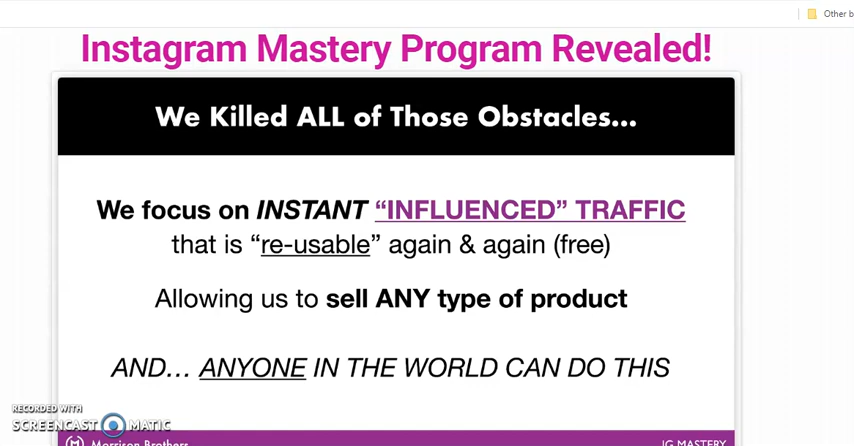 Other b
Instagram Mastery Program Revealed!
We Killed ALL of Those Obstacles...
We focus on INSTANT “INFLUENCED” TRAFFIC
that is “re-usable” again & again (free)
Allowing us to sell ANY type of product
AND... ANYONE IN THE WORLD CAN DO THIS
RECORDED WITH
SCREENCAST MATIC
Morrison Brothers
IG MASTERY